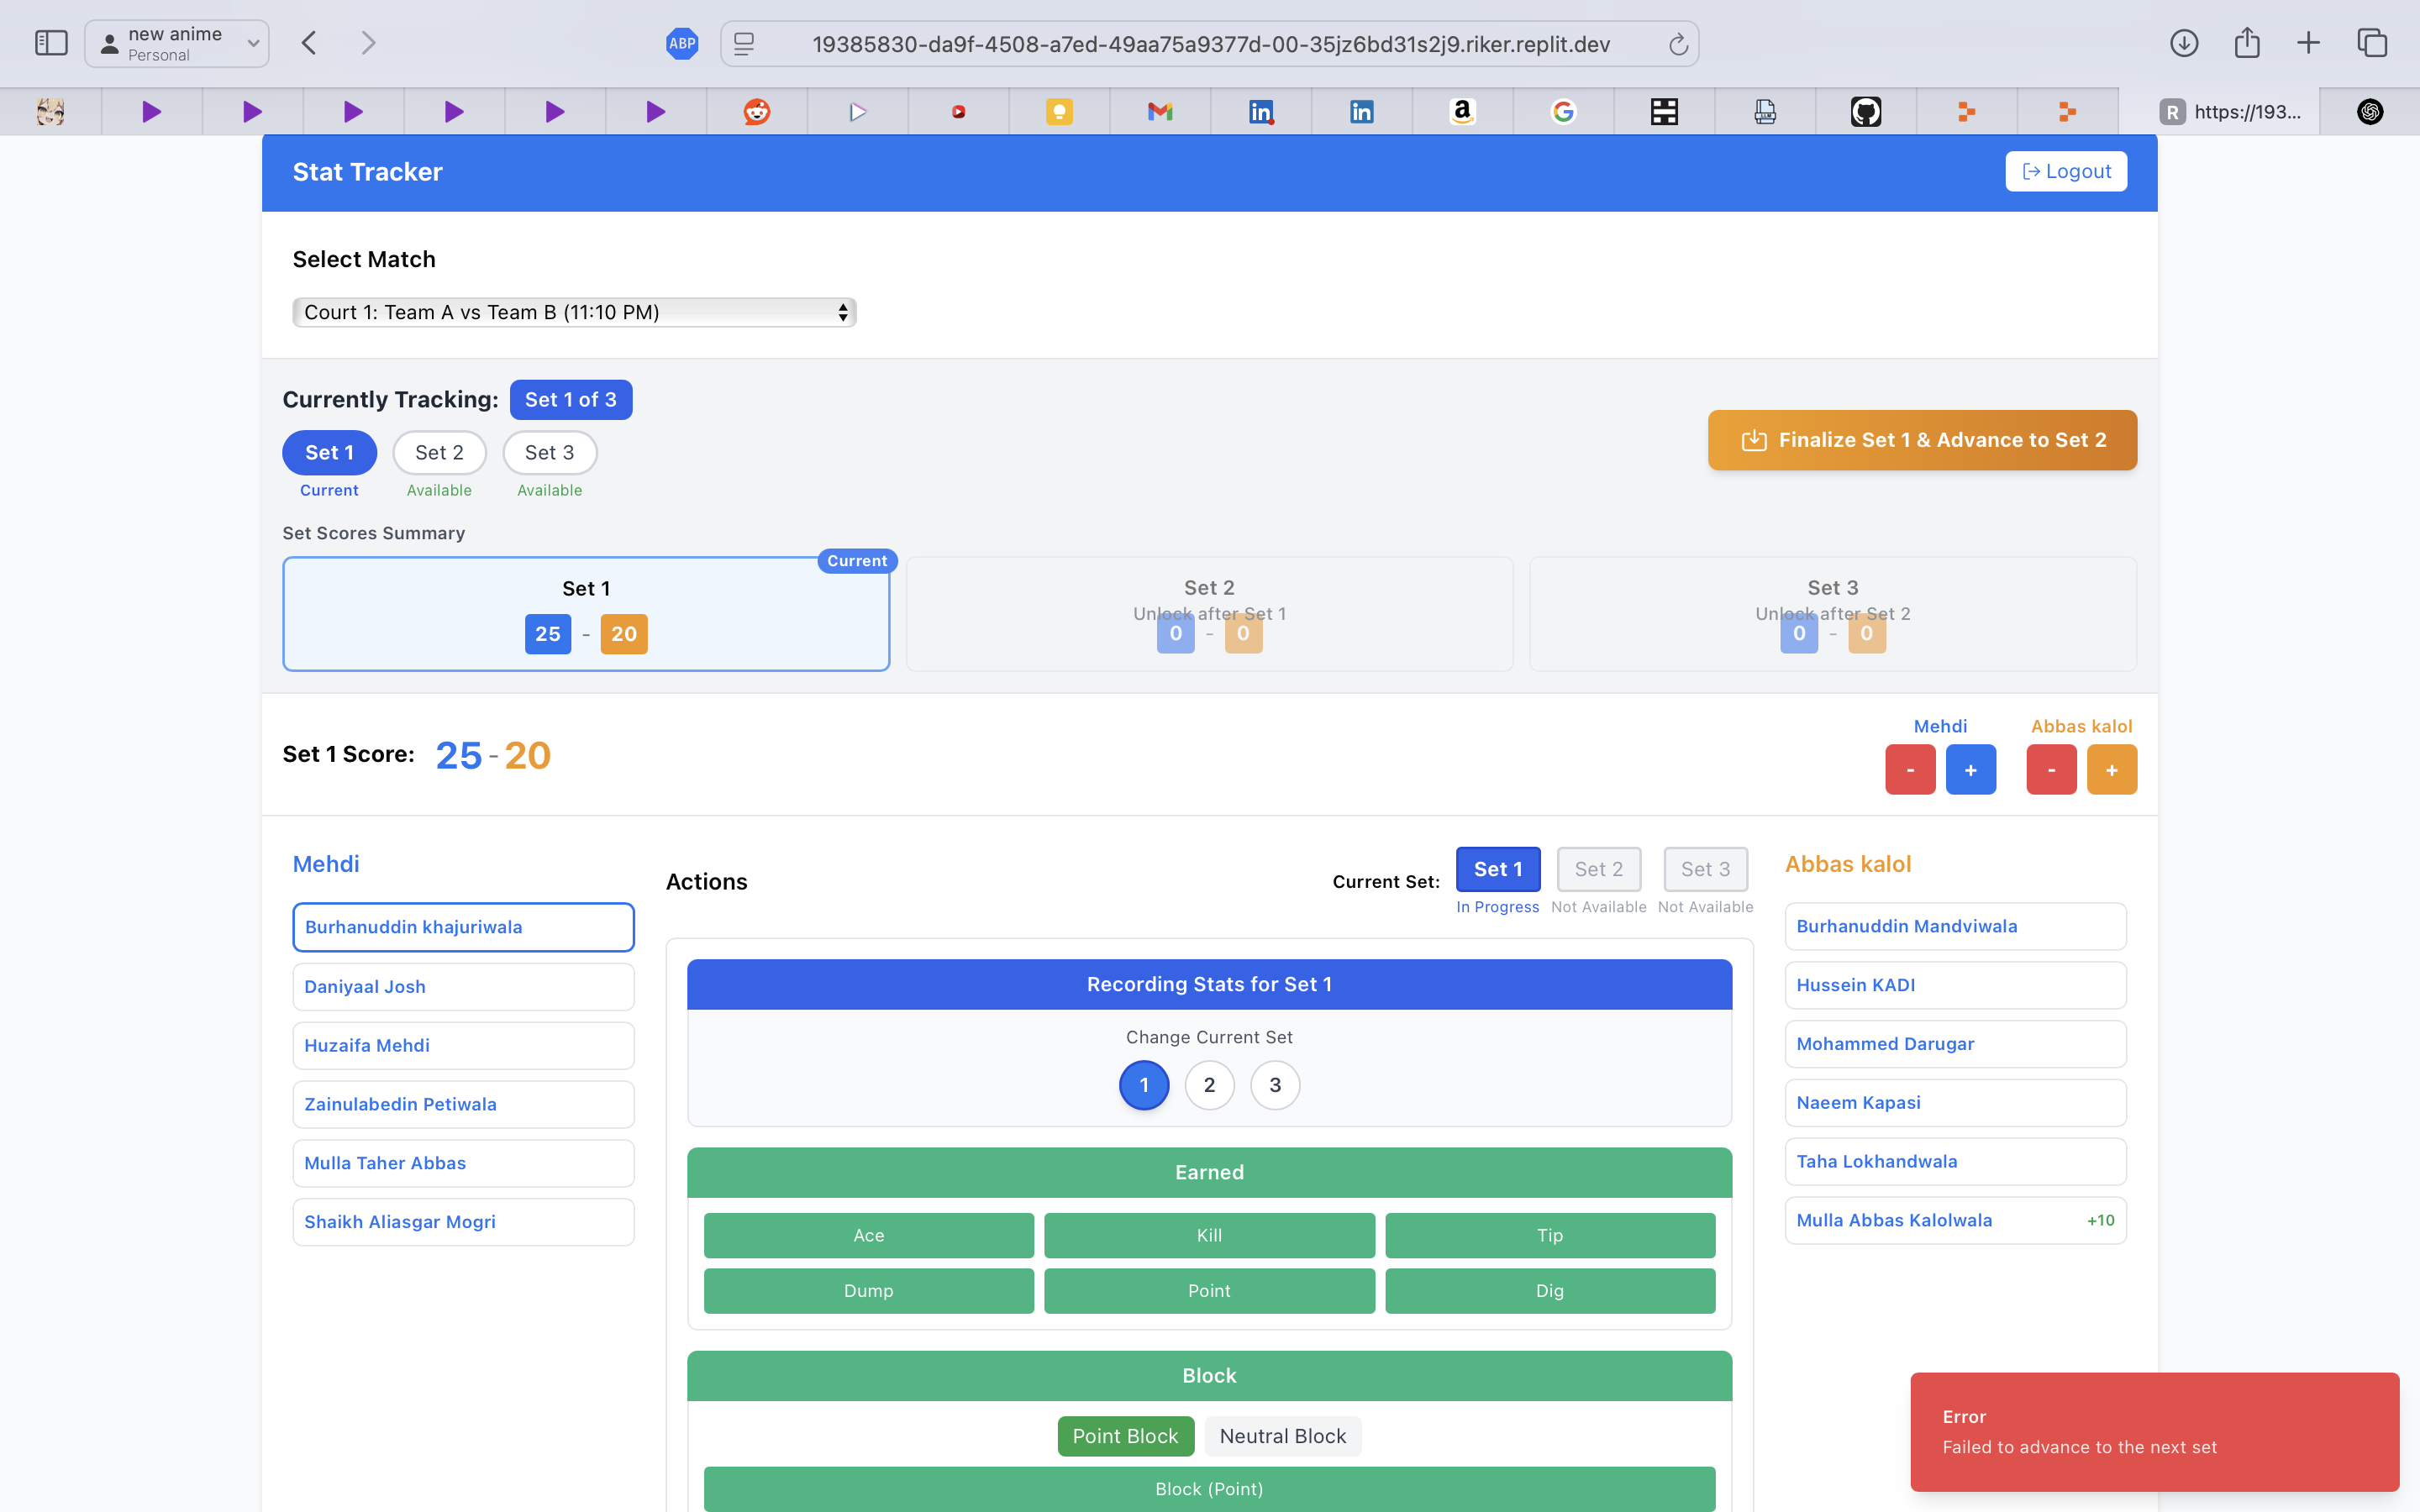 new anime
Personal
ABP
19385830-da9f-4508-a7ed-49aa75a9377d-00-35jz6bd31s2j9.riker.replit.dev
R https://193...
Stat Tracker
Logout
Select Match
Court 1: Team A vs Team B (11:10 PM)
Currently Tracking: Set 1 of 3
Set 1 Set 2 Set 3
Current Available Available
Finalize Set 1 & Advance to Set 2
Set Scores Summary
Current
Set 1
25 - 20
Set 2
Unlock after Set 1
0 - 0
Set 3
Unlock after Set 2
0 - 0
Set 1 Score: 25 - 20
Mehdi
- +
Abbas kalol
- +
Mehdi
Burhanuddin khajuriwala
Daniyaal Josh
Huzaifa Mehdi
Zainulabedin Petiwala
Mulla Taher Abbas
Shaikh Aliasgar Mogri
Actions
Current Set: Set 1 Set 2 Set 3
In Progress Not Available Not Available
Recording Stats for Set 1
Change Current Set
1 2 3
Earned
Ace Kill Tip
Dump Point Dig
Block
Point Block Neutral Block
Block (Point)
Abbas kalol
Burhanuddin Mandviwala
Hussein KADI
Mohammed Darugar
Naeem Kapasi
Taha Lokhandwala
Mulla Abbas Kalolwala +10
Error
Failed to advance to the next set